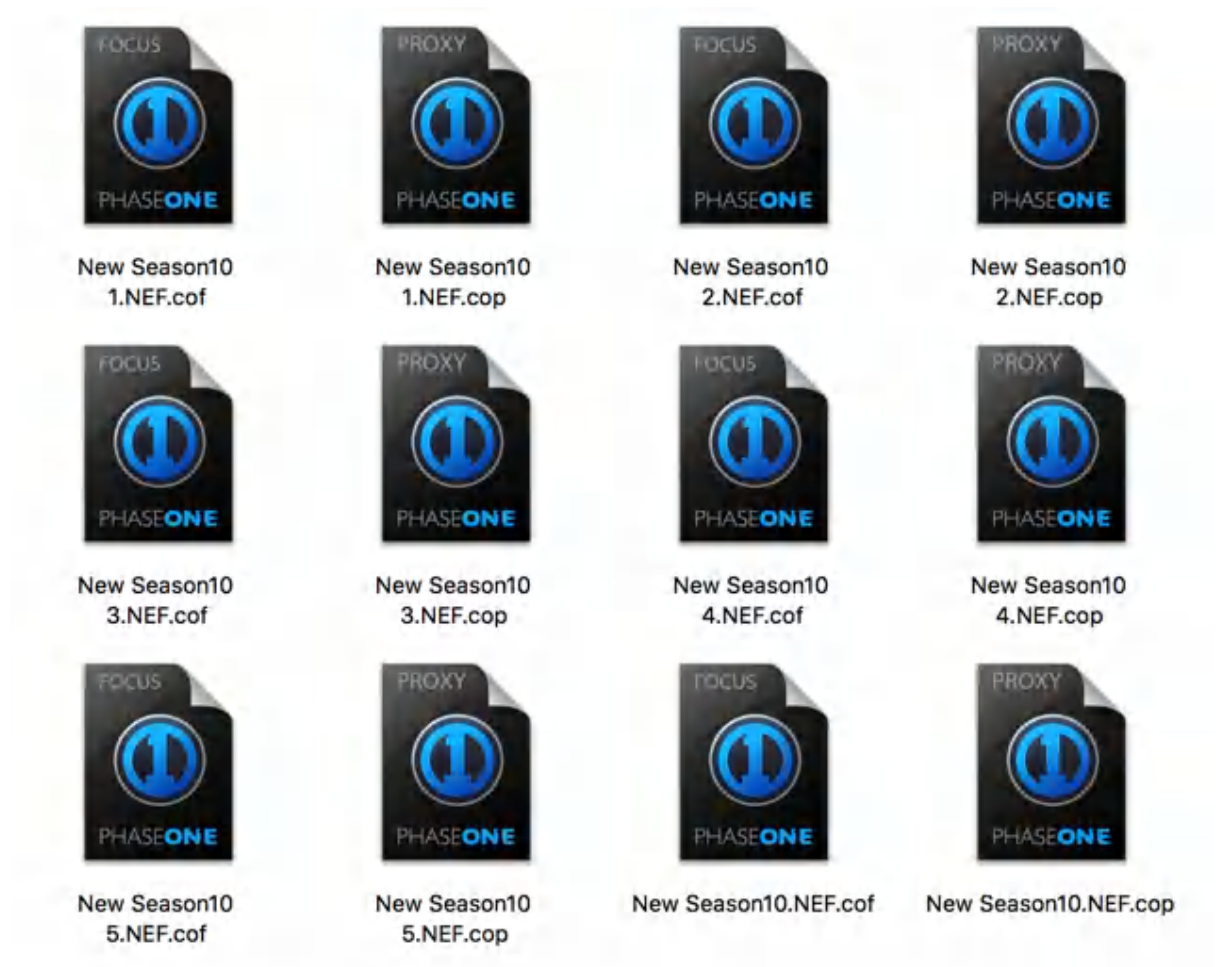 FOCUS
PHASEONE
New Season10
1.NEF.cof
PROXY
PHASEONE
New Season10
1.NEF.cop
FOCUS
PHASEONE
New Season10
2.NEF.cof
PROXY
PHASEONE
New Season10
2.NEF.cop
FOCUS
PHASEONE
New Season10
3.NEF.cof
PROXY
PHASEONE
New Season10
3.NEF.cop
FOCUS
PHASEONE
New Season10
4.NEF.cof
PROXY
PHASEONE
New Season10
4.NEF.cop
FOCUS
PHASEONE
New Season10
5.NEF.cof
PROXY
PHASEONE
New Season10
5.NEF.cop
FOCUS
PHASEONE
New Season10.NEF.cof
PROXY
PHASEONE
New Season10.NEF.cop